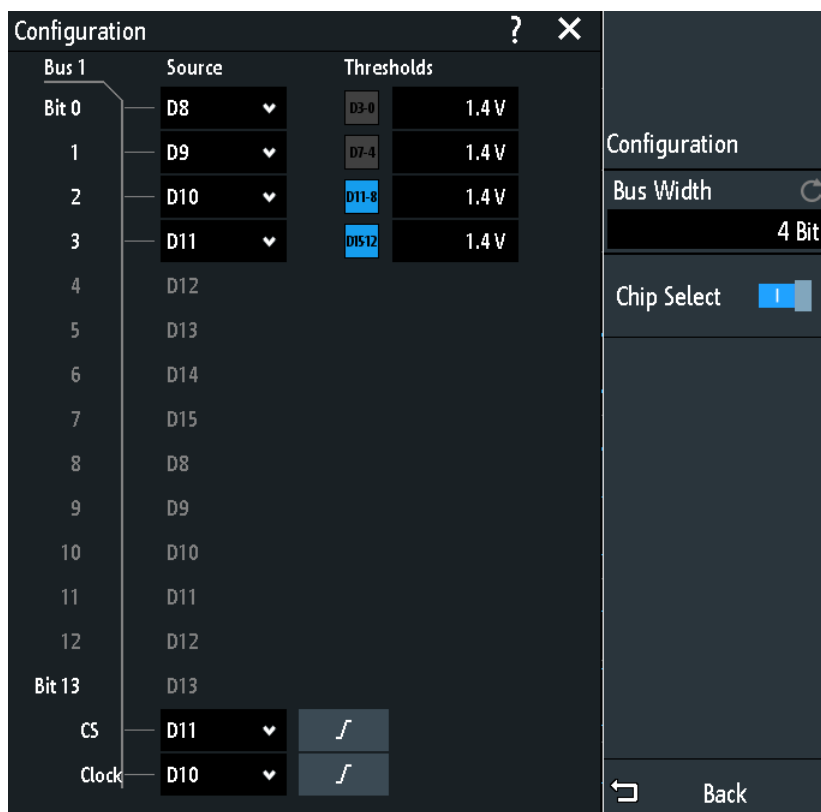 Configuration ? ✕
Bus 1 Source Thresholds
Bit 0 D8 D3-0 1.4 V
1 D9 D7-4 1.4 V
2 D10 D11-8 1.4 V
3 D11 D1512 1.4 V
4 D12
5 D13
6 D14
7 D15
8 D8
9 D9
10 D10
11 D11
12 D12
Bit 13 D13
CS D11
Clock D10
Configuration
Bus Width
4 Bit
Chip Select I
Back